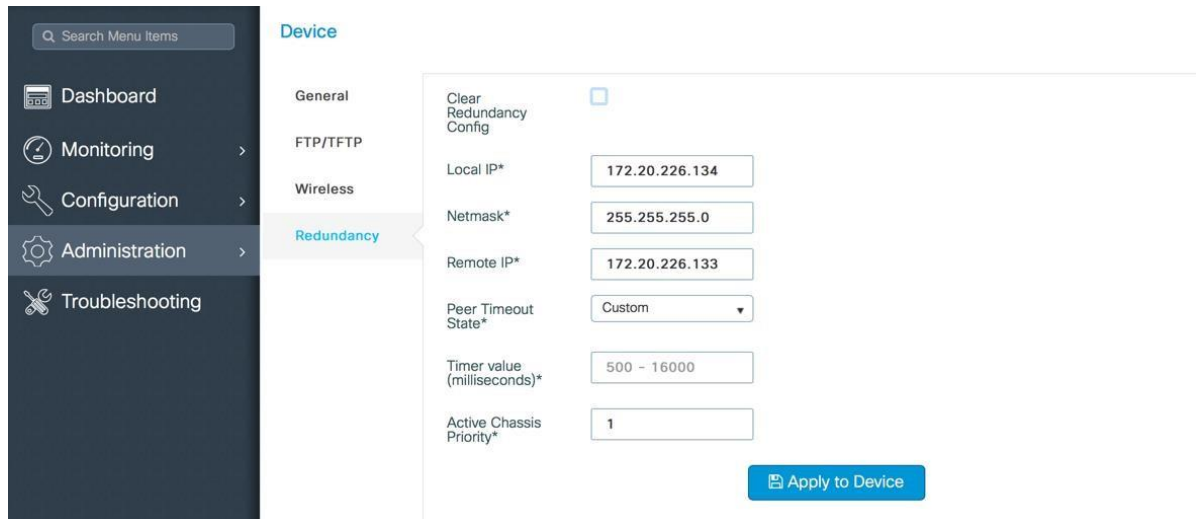 Search Menu Items
Dashboard
Monitoring
Configuration
Administration
Troubleshooting
Device
General
FTP/TFTP
Wireless
Redundancy
Clear
Redundancy
Config
Local IP*
172.20.226.134
Netmask*
255.255.255.0
Remote IP*
172.20.226.133
Peer Timeout
State*
Custom
Timer value
(milliseconds)*
500 - 16000
Active Chassis
Priority*
1
Apply to Device